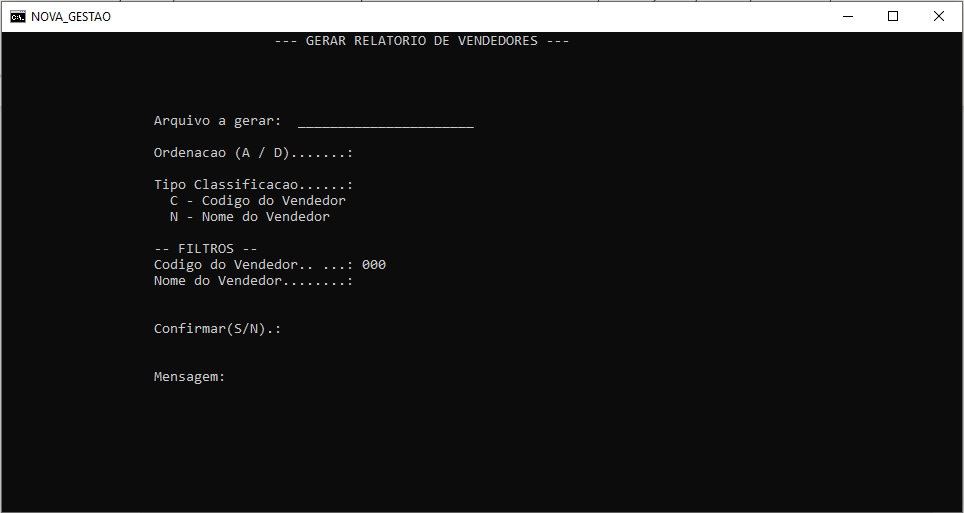 NOVA_GESTAO
--- GERAR RELATORIO DE VENDEDORES ---
Arquivo a gerar: ______________________
Ordenacao (A / D).......:
Tipo Classificacao......:
C - Codigo do Vendedor
N - Nome do Vendedor
-- FILTROS --
Codigo do Vendedor.. ...: 000
Nome do Vendedor........:
Confirmar(S/N).:
Mensagem: